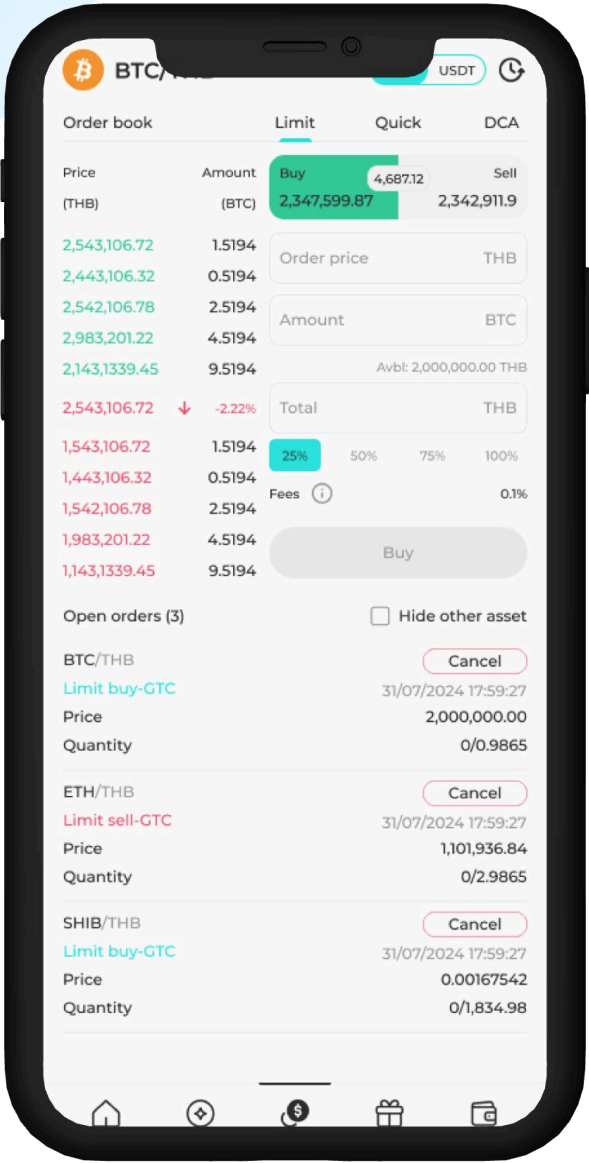 BTC/THB
USDT
Order book
Limit Quick DCA
Price Amount
(THB) (BTC)
Buy 4,687.12 Sell
2,347,599.87 2,342,911.9
2,543,106.72 1.5194
2,443,106.32 0.5194
2,542,106.78 2.5194
2,983,201.22 4.5194
2,143,1339.45 9.5194
2,543,106.72 -2.22%
1,543,106.72 1.5194
1,443,106.32 0.5194
1,542,106.78 2.5194
1,983,201.22 4.5194
1,143,1339.45 9.5194
Order price THB
Amount BTC
Avbl: 2,000,000.00 THB
Total THB
25% 50% 75% 100%
Fees 0.1%
Buy
Open orders (3) Hide other asset
BTC/THB Cancel
Limit buy-GTC 31/07/2024 17:59:27
Price 2,000,000.00
Quantity 0/0.9865
ETH/THB Cancel
Limit sell-GTC 31/07/2024 17:59:27
Price 1,101,936.84
Quantity 0/2.9865
SHIB/THB Cancel
Limit buy-GTC 31/07/2024 17:59:27
Price 0.00167542
Quantity 0/1,834.98